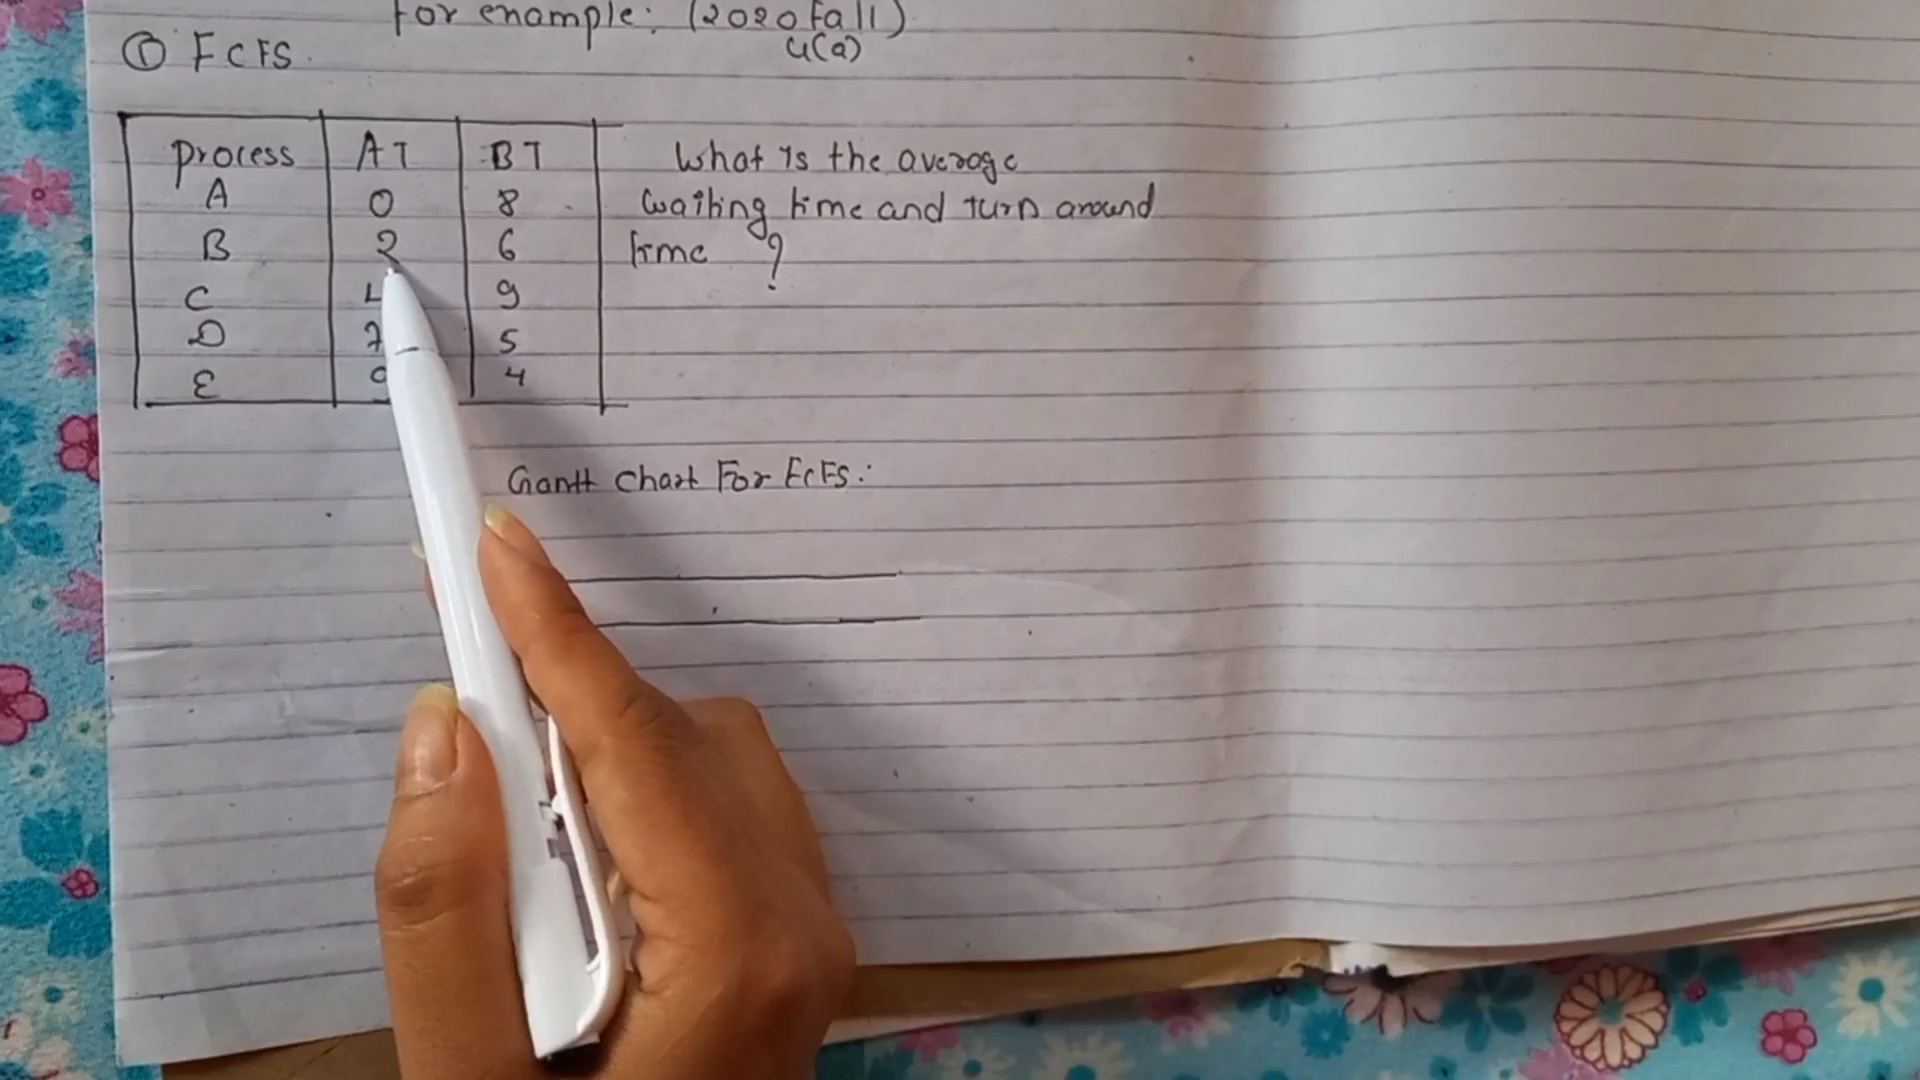 For enample: (2020 fall)
① FCFS. 4(a)
Process AT BT
A 0 8
B 2 6
C 9
D 7 5
E 4
What is the average
waiting time and turn around
time ?
Gantt Chart For FCFS: